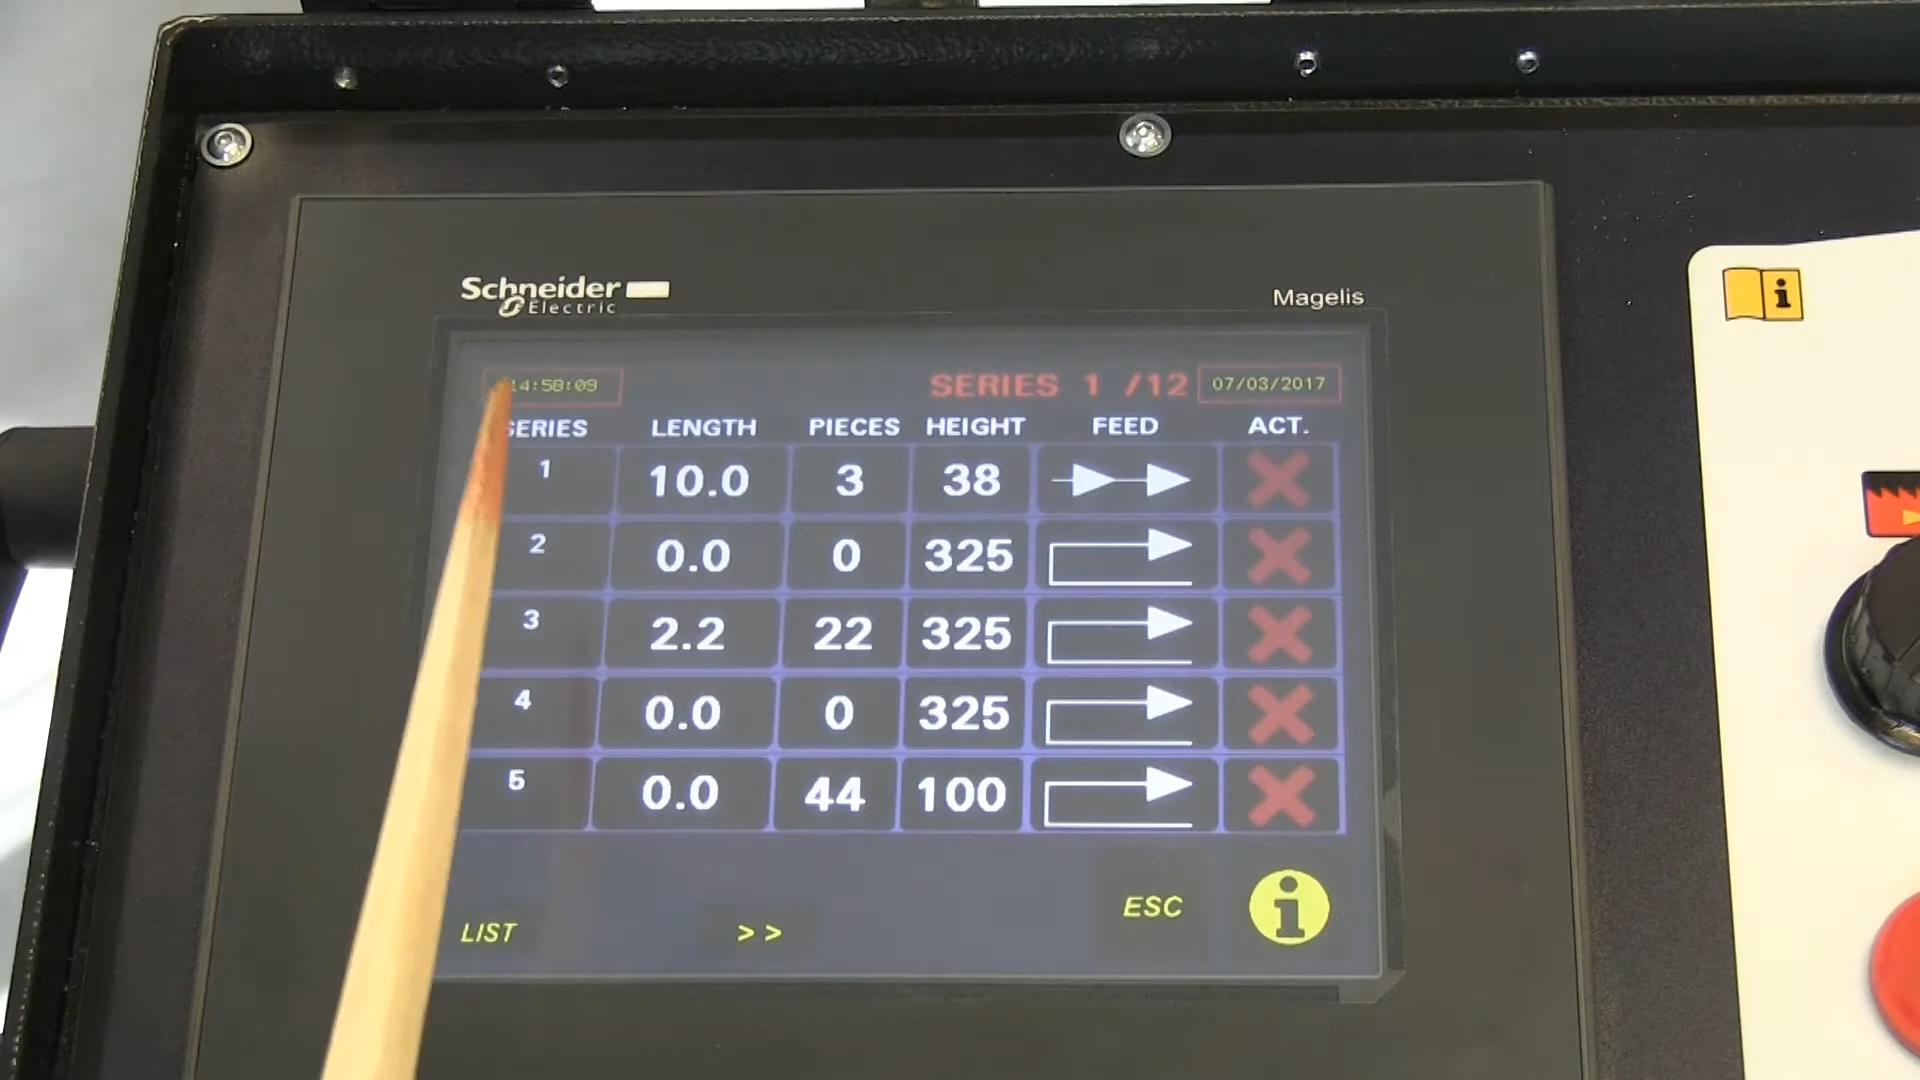 Schneider
Electric
Magelis
14:58:09
SERIES 1 /12
07/03/2017
SERIES LENGTH PIECES HEIGHT FEED ACT.
1 10.0 3 38
2 0.0 0 325
3 2.2 22 325
4 0.0 0 325
5 0.0 44 100
LIST >> ESC i
i